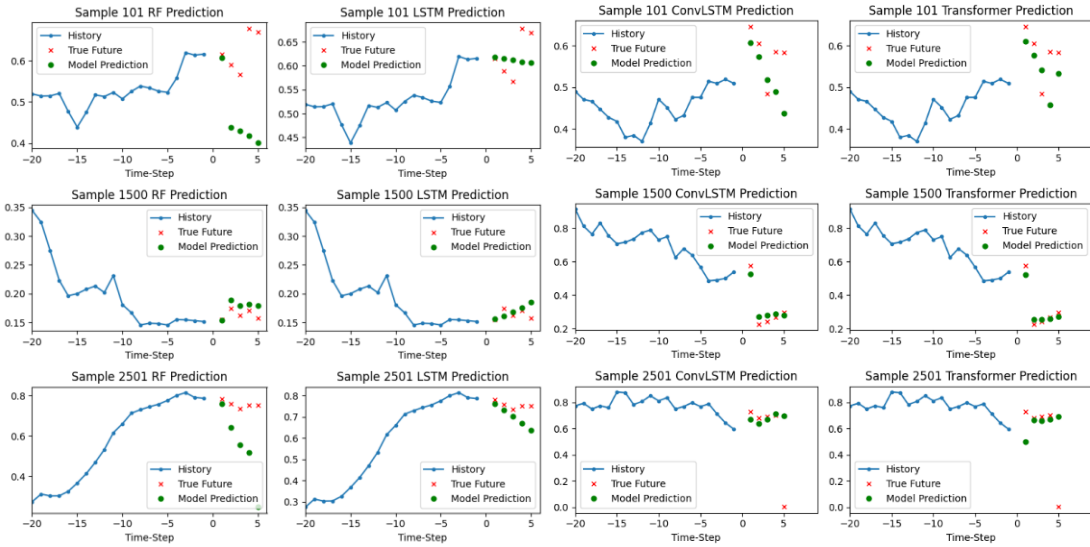 Sample 101 RF Prediction
History
True Future
Model Prediction
0.6
0.5
0.4
-20 -15 -10 -5 0 5
Time-Step
Sample 101 LSTM Prediction
History
True Future
Model Prediction
0.65
0.60
0.55
0.50
0.45
-20 -15 -10 -5 0 5
Time-Step
Sample 101 ConvLSTM Prediction
History
True Future
Model Prediction
0.6
0.5
0.4
-20 -15 -10 -5 0 5
Time-Step
Sample 101 Transformer Prediction
History
True Future
Model Prediction
0.6
0.5
0.4
-20 -15 -10 -5 0 5
Time-Step
Sample 1500 RF Prediction
History
True Future
Model Prediction
0.35
0.30
0.25
0.20
0.15
-20 -15 -10 -5 0 5
Time-Step
Sample 1500 LSTM Prediction
History
True Future
Model Prediction
0.35
0.30
0.25
0.20
0.15
-20 -15 -10 -5 0 5
Time-Step
Sample 1500 ConvLSTM Prediction
History
True Future
Model Prediction
0.8
0.6
0.4
0.2
-20 -15 -10 -5 0 5
Time-Step
Sample 1500 Transformer Prediction
History
True Future
Model Prediction
0.8
0.6
0.4
0.2
-20 -15 -10 -5 0 5
Time-Step
Sample 2501 RF Prediction
0.8
0.6
0.4
History
True Future
Model Prediction
-20 -15 -10 -5 0 5
Time-Step
Sample 2501 LSTM Prediction
0.8
0.7
0.6
0.5
0.4
0.3
History
True Future
Model Prediction
-20 -15 -10 -5 0 5
Time-Step
Sample 2501 ConvLSTM Prediction
0.8
0.6
0.4
0.2
0.0
History
True Future
Model Prediction
-20 -15 -10 -5 0 5
Time-Step
Sample 2501 Transformer Prediction
0.8
0.6
0.4
0.2
0.0
History
True Future
Model Prediction
-20 -15 -10 -5 0 5
Time-Step